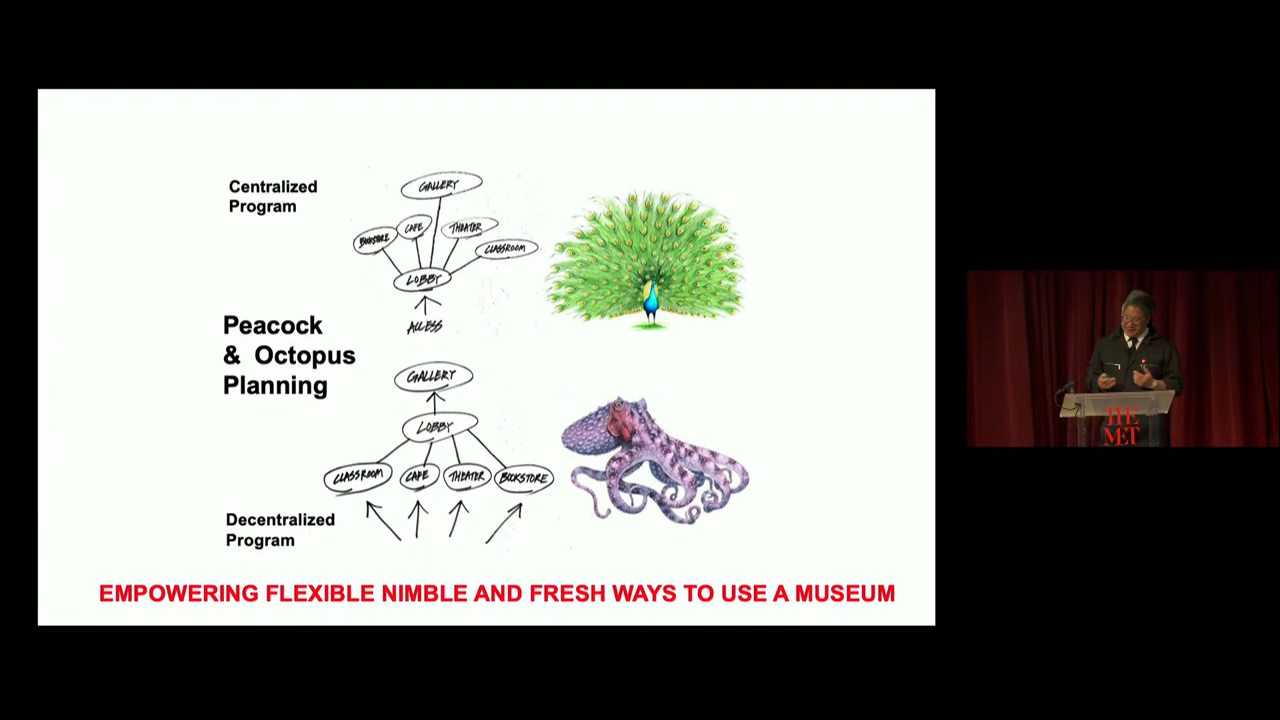 Centralized
Program
GALLERY
BOOKSTORE
CAFE
THEATER
CLASSROOM
LOBBY
ACCESS
Peacock
& Octopus
Planning
GALLERY
LOBBY
CLASSROOM
CAFE
THEATER
BOOKSTORE
Decentralized
Program
EMPOWERING FLEXIBLE NIMBLE AND FRESH WAYS TO USE A MUSEUM
THE
MET